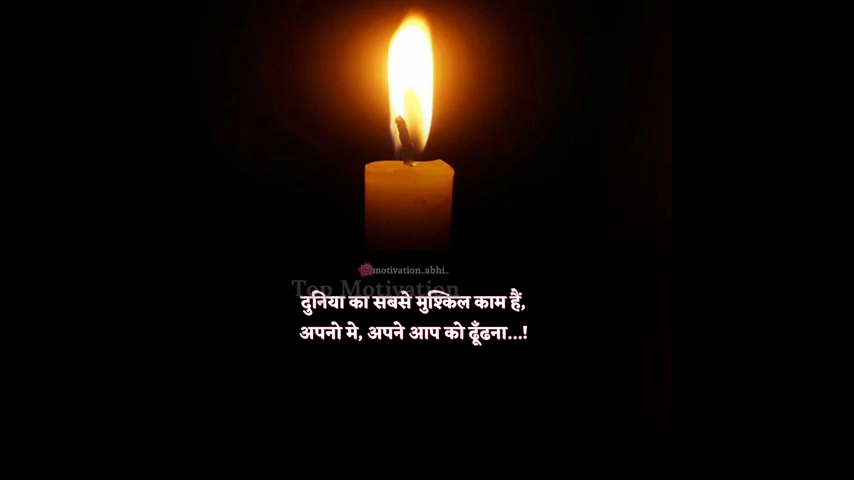 motivation_abhi_
Top Motivation
दुनिया का सबसे मुश्किल काम हैं,
अपनो मे, अपने आप को ढूँढना...!